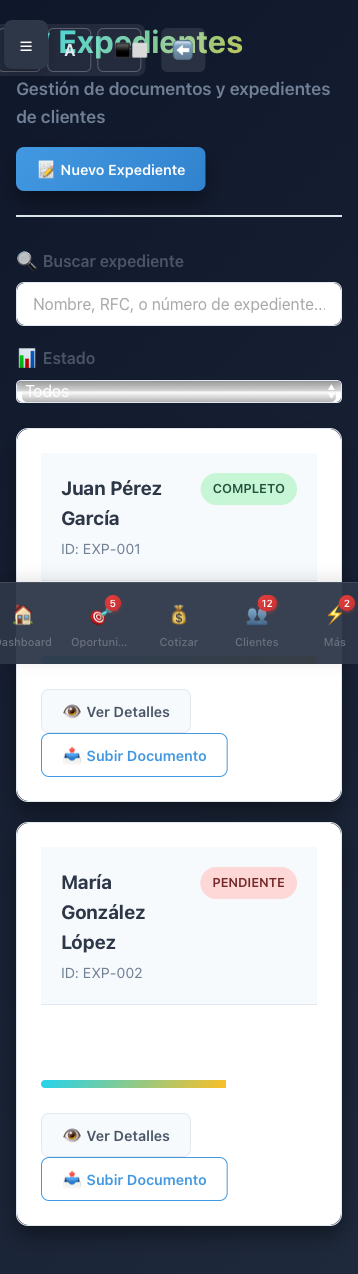 A
Expedientes
Gestión de documentos y expedientes
de clientes
Nuevo Expediente
Buscar expediente
Nombre, RFC, o número de expediente...
Estado
Todos
Juan Pérez
García
COMPLETO
ID: EXP-001
5
12
2
Dashboard
Oportuni...
Cotizar
Clientes
Más
Ver Detalles
Subir Documento
María
González
López
PENDIENTE
ID: EXP-002
Ver Detalles
Subir Documento